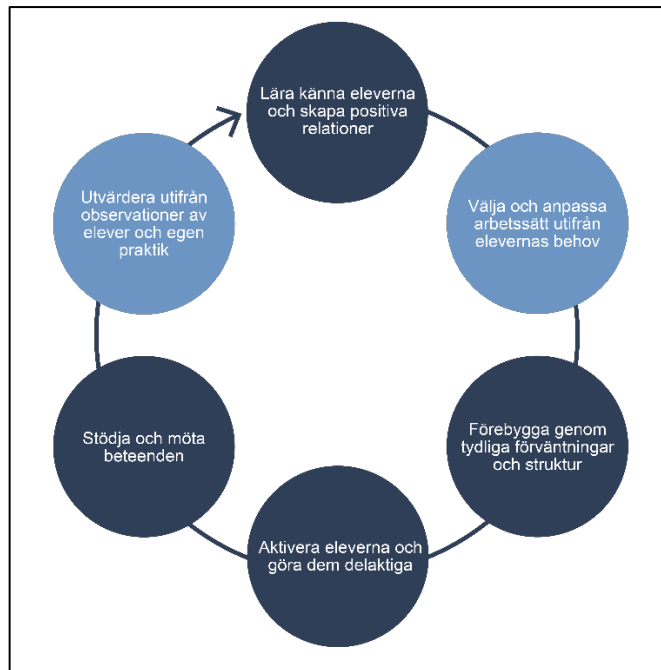 Lära känna eleverna
och skapa positiva
relationer
Välja och anpassa
arbetssätt utifrån
elevernas behov
Förebygga genom
tydliga förväntningar
och struktur
Aktivera eleverna och
göra dem delaktiga
Stödja och möta
beteenden
Utvärdera utifrån
observationer av
elever och egen
praktik